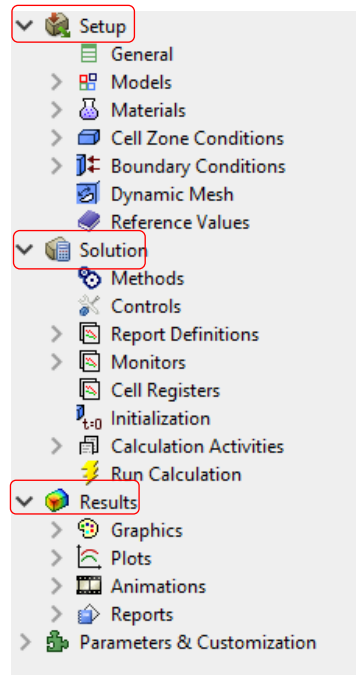 Setup
General
Models
Materials
Cell Zone Conditions
Boundary Conditions
Dynamic Mesh
Reference Values
Solution
Methods
Controls
Report Definitions
Monitors
Cell Registers
t=0 Initialization
Calculation Activities
Run Calculation
Results
Graphics
Plots
Animations
Reports
Parameters & Customization